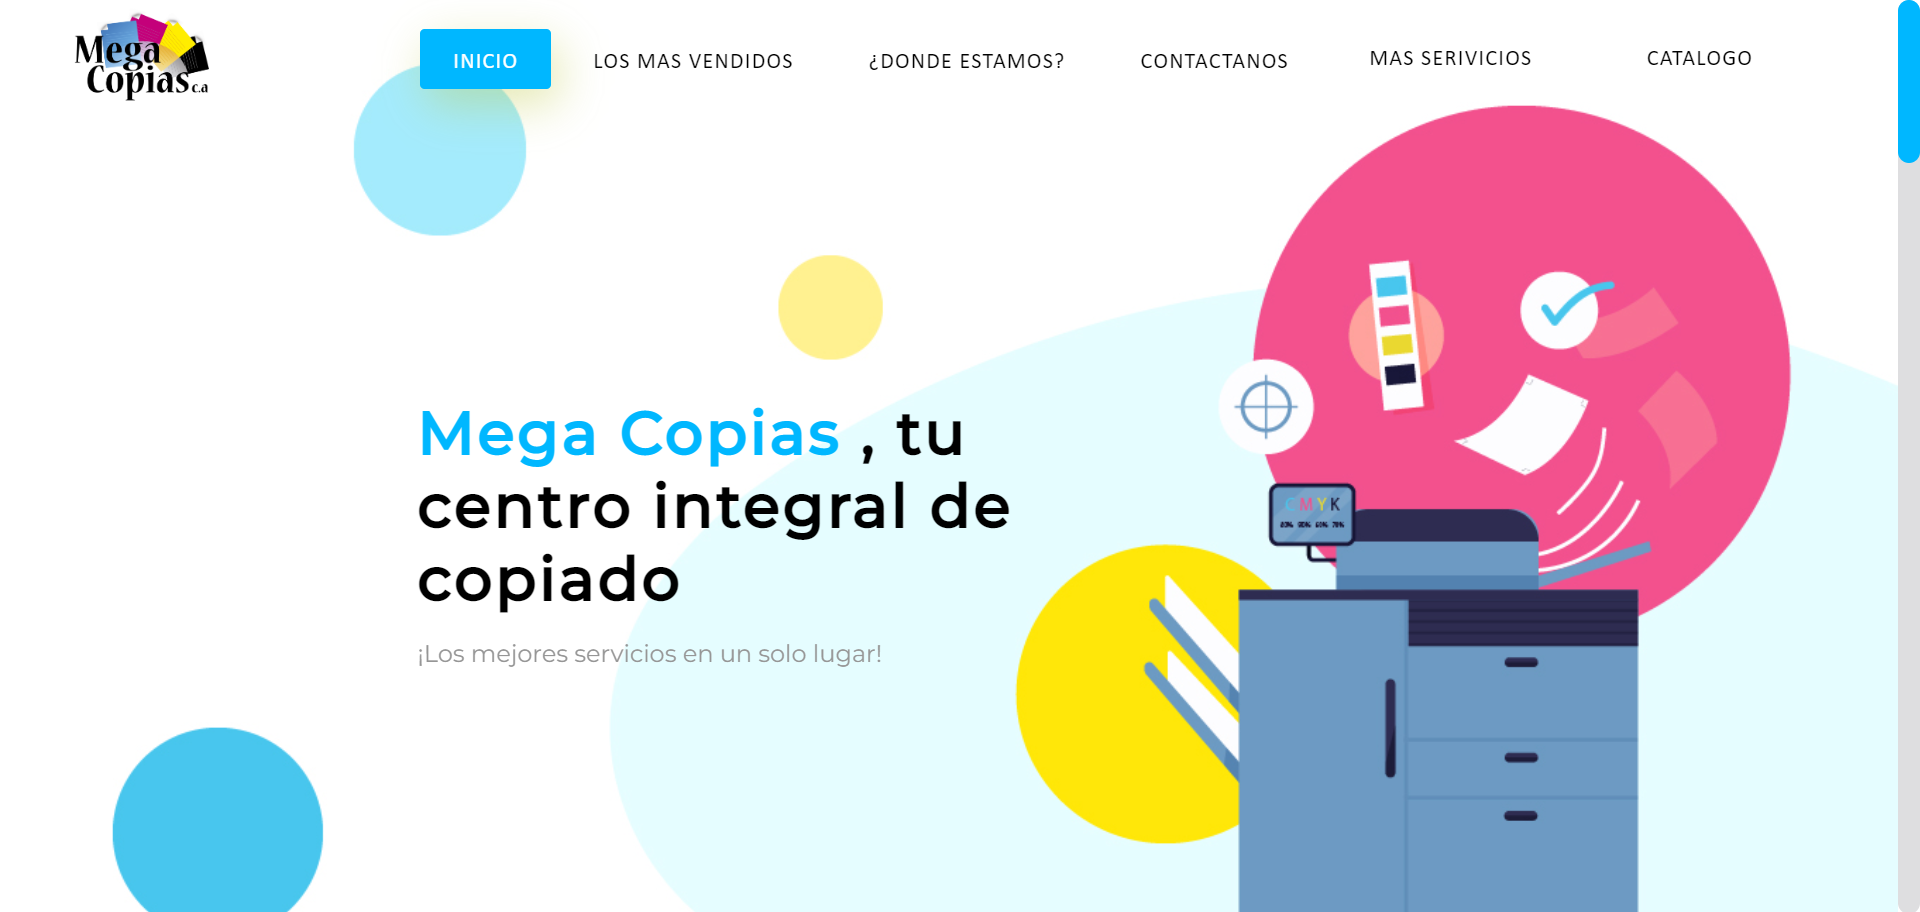 Mega
Copias c.a
INICIO
LOS MAS VENDIDOS
¿DONDE ESTAMOS?
CONTACTANOS
MAS SERIVICIOS
CATALOGO
Mega Copias , tu
centro integral de
copiado
¡Los mejores servicios en un solo lugar!
CMYK